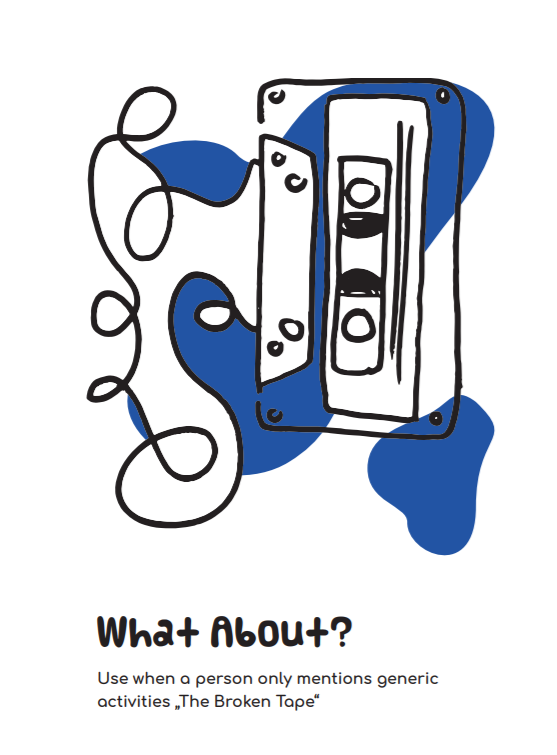 What About?
Use when a person only mentions generic
activities „The Broken Tape“